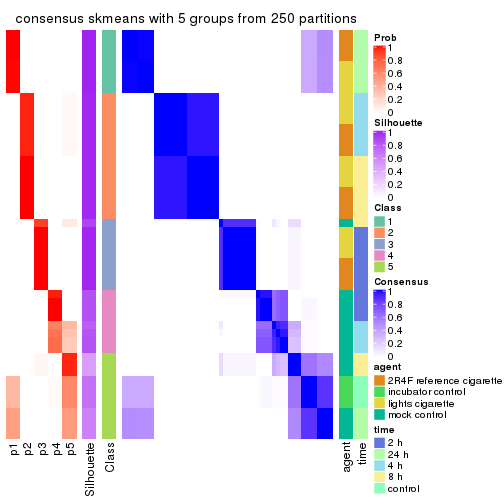 consensus skmeans with 5 groups from 250 partitions
Prob
1
0.8
0.6
0.4
0.2
0
Silhouette
1
0.8
0.6
0.4
0.2
0
Class
1
2
3
4
5
Consensus
1
0.8
0.6
0.4
0.2
0
agent
2R4F reference cigarette
incubator control
lights cigarette
mock control
time
2 h
24 h
4 h
8 h
control
p1
p2
p3
p4
p5
Silhouette
Class
agent
time